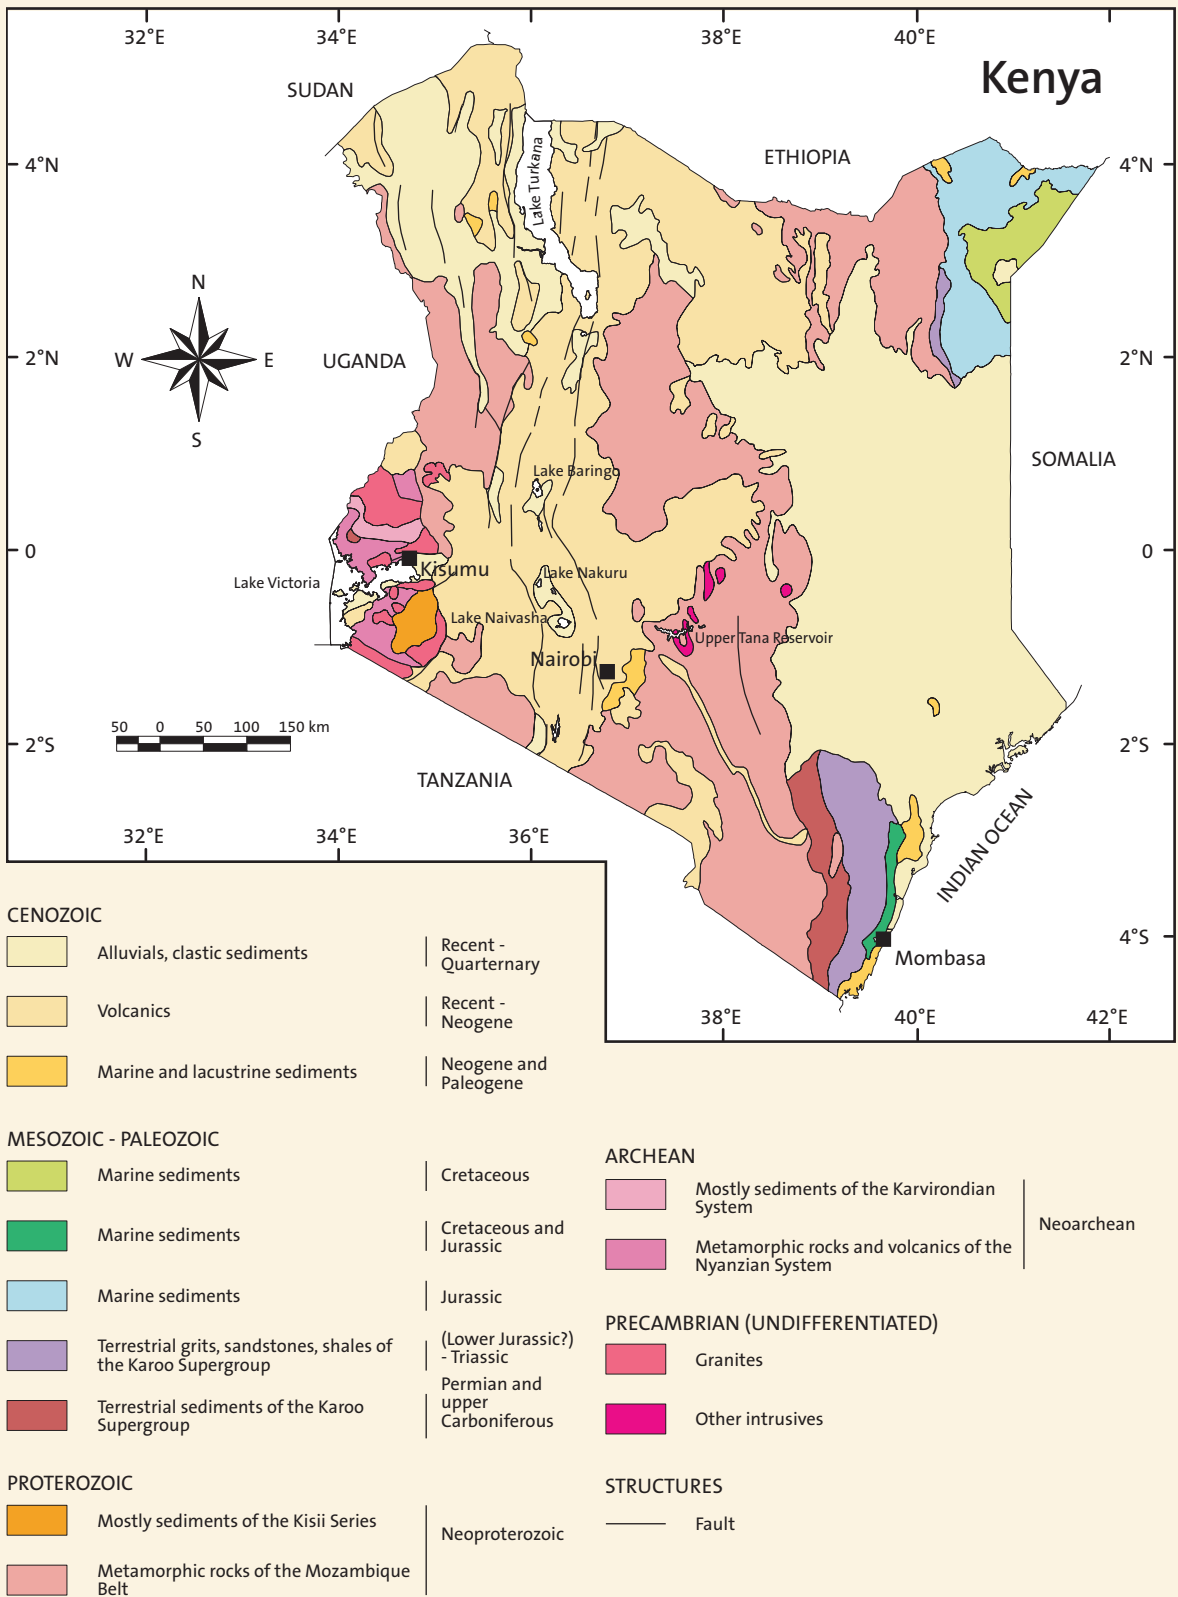 32°E 34°E 38°E 40°E
Kenya
SUDAN
ETHIOPIA
4°N 4°N
Lake Turkana
N
W E
S
2°N 2°N
UGANDA
SOMALIA
Lake Baringo
0 0
Kisumu
Lake Nakuru
Lake Victoria
Lake Naivasha
Upper Tana Reservoir
Nairobi
50 0 50 100 150 km
2°S 2°S
TANZANIA
INDIAN OCEAN
32°E 34°E 36°E
4°S
Mombasa
38°E 40°E 42°E
CENOZOIC
Alluvials, clastic sediments
Recent -
Quarternary
Volcanics
Recent -
Neogene
Marine and lacustrine sediments
Neogene and
Paleogene
MESOZOIC - PALEOZOIC
Marine sediments
Cretaceous
Marine sediments
Cretaceous and
Jurassic
Marine sediments
Jurassic
Terrestrial grits, sandstones, shales of
the Karoo Supergroup
(Lower Jurassic?)
- Triassic
Terrestrial sediments of the Karoo
Supergroup
Permian and
upper
Carboniferous
PROTEROZOIC
Mostly sediments of the Kisii Series
Metamorphic rocks of the Mozambique
Belt
Neoproterozoic
ARCHEAN
Mostly sediments of the Karvirondian
System
Metamorphic rocks and volcanics of the
Nyanzian System
Neoarchean
PRECAMBRIAN (UNDIFFERENTIATED)
Granites
Other intrusives
STRUCTURES
Fault